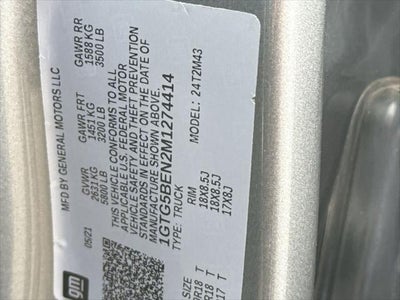 MFD BY GENERAL MOTORS LLC
05/21
GVWR
2631 KG
5800 LB
GAWR FRT
1451 KG
3200 LB
GAWR RR
1588 KG
3500 LB
THIS VEHICLE CONFORMS TO ALL
APPLICABLE U.S. FEDERAL MOTOR
VEHICLE SAFETY AND THEFT PREVENTION
STANDARDS IN EFFECT ON THE DATE OF
MANUFACTURE SHOWN ABOVE.
1GTG5BEN2M1274414
TYPE: TRUCK
24T2M43
RIM
18X8.5J
18X8.5J
17X8J
SIZE
gm